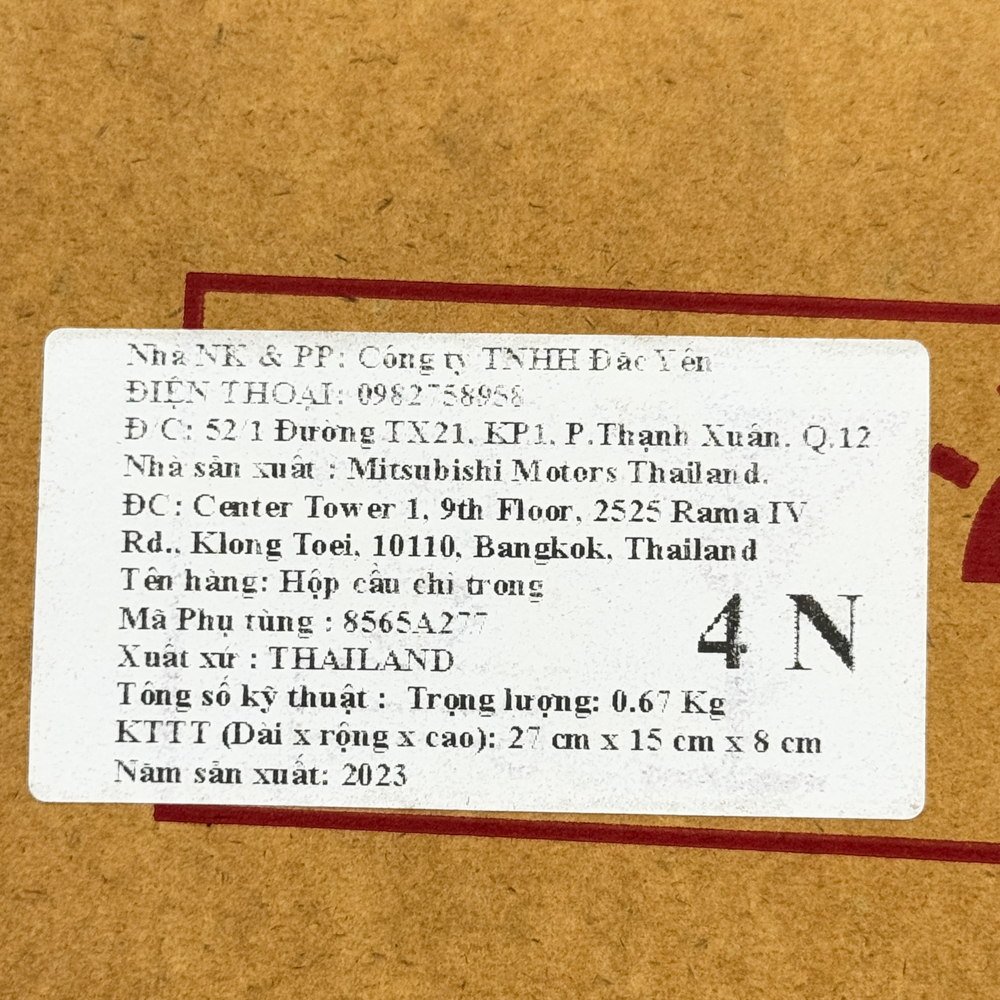 Nhà NK & PP: Công ty TNHH Đắc Yên
ĐIỆN THOẠI: 0982758958
Đ/C: 52/1 Đường TX21, KP1, P.Thạnh Xuân, Q.12
Nhà sản xuất : Mitsubishi Motors Thailand.
ĐC: Center Tower 1, 9th Floor, 2525 Rama IV
Rd., Klong Toei, 10110, Bangkok, Thailand
Tên hàng: Hộp cầu chì trong
Mã Phụ tùng : 8565A277
Xuất xứ : THAILAND
4 N
Tông số kỹ thuật : Trọng lượng: 0.67 Kg
KTTT (Dài x rộng x cao): 27 cm x 15 cm x 8 cm
Năm sản xuất: 2023